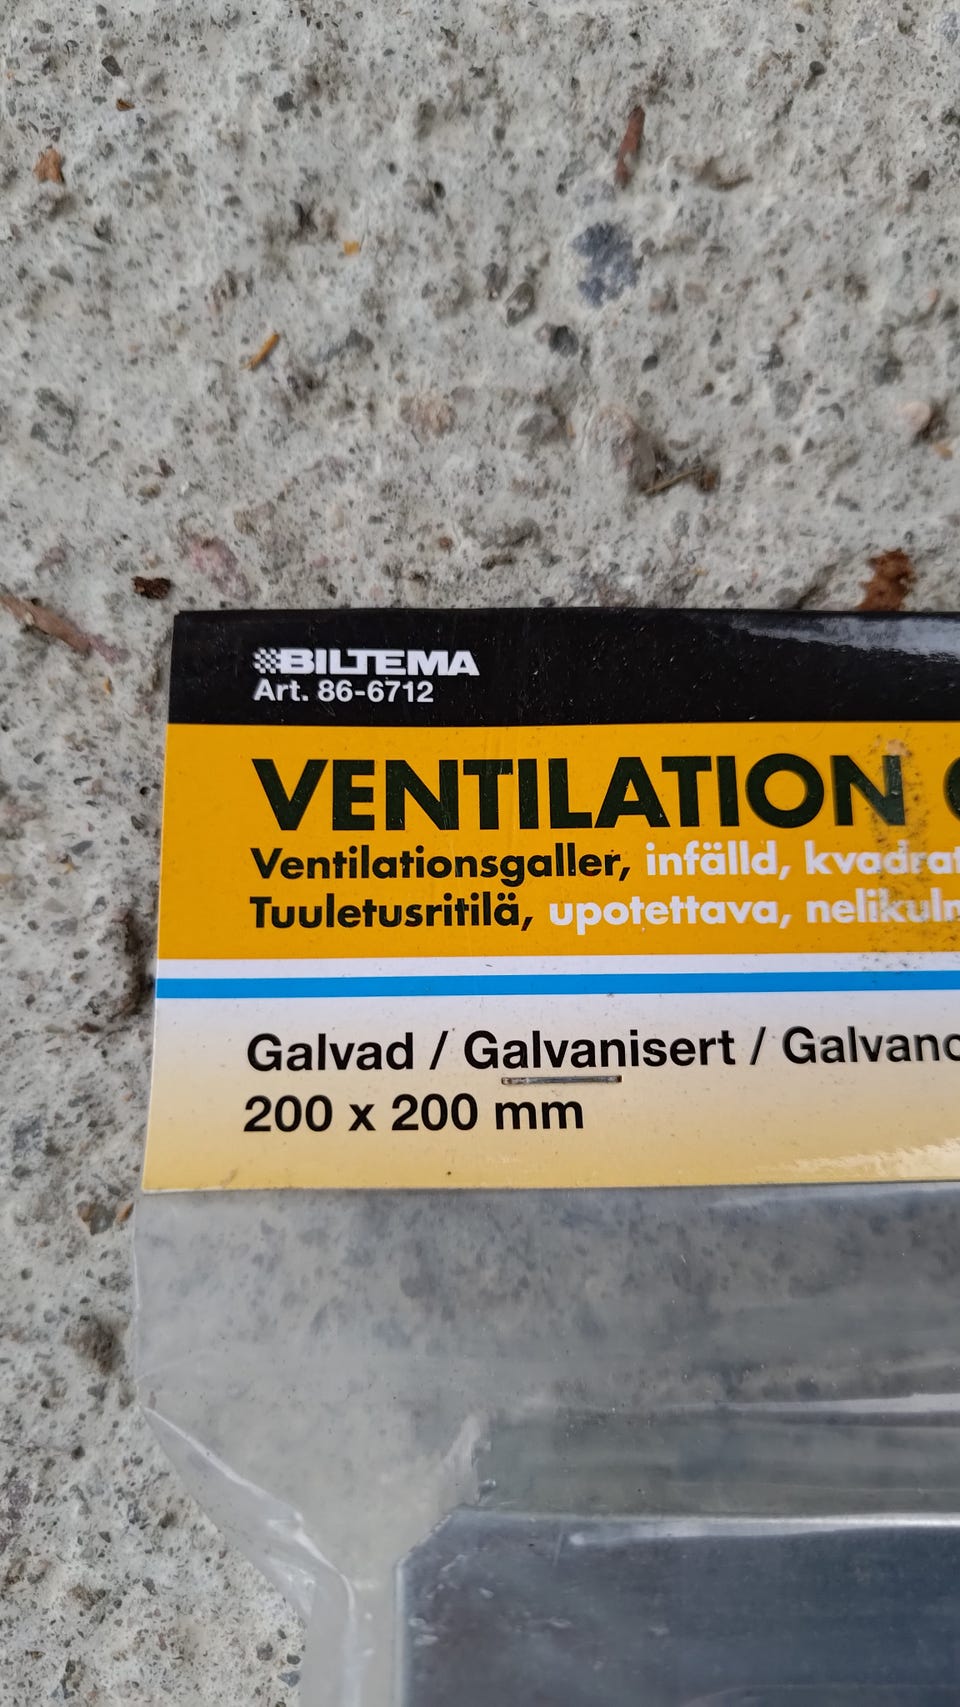 BILTEMA
Art. 86-6712
VENTILATION
Ventilationsgaller, infälld,
Tuuletusritilä, upotettava,
Galvad / Galvanisert /
200 x 200 mm